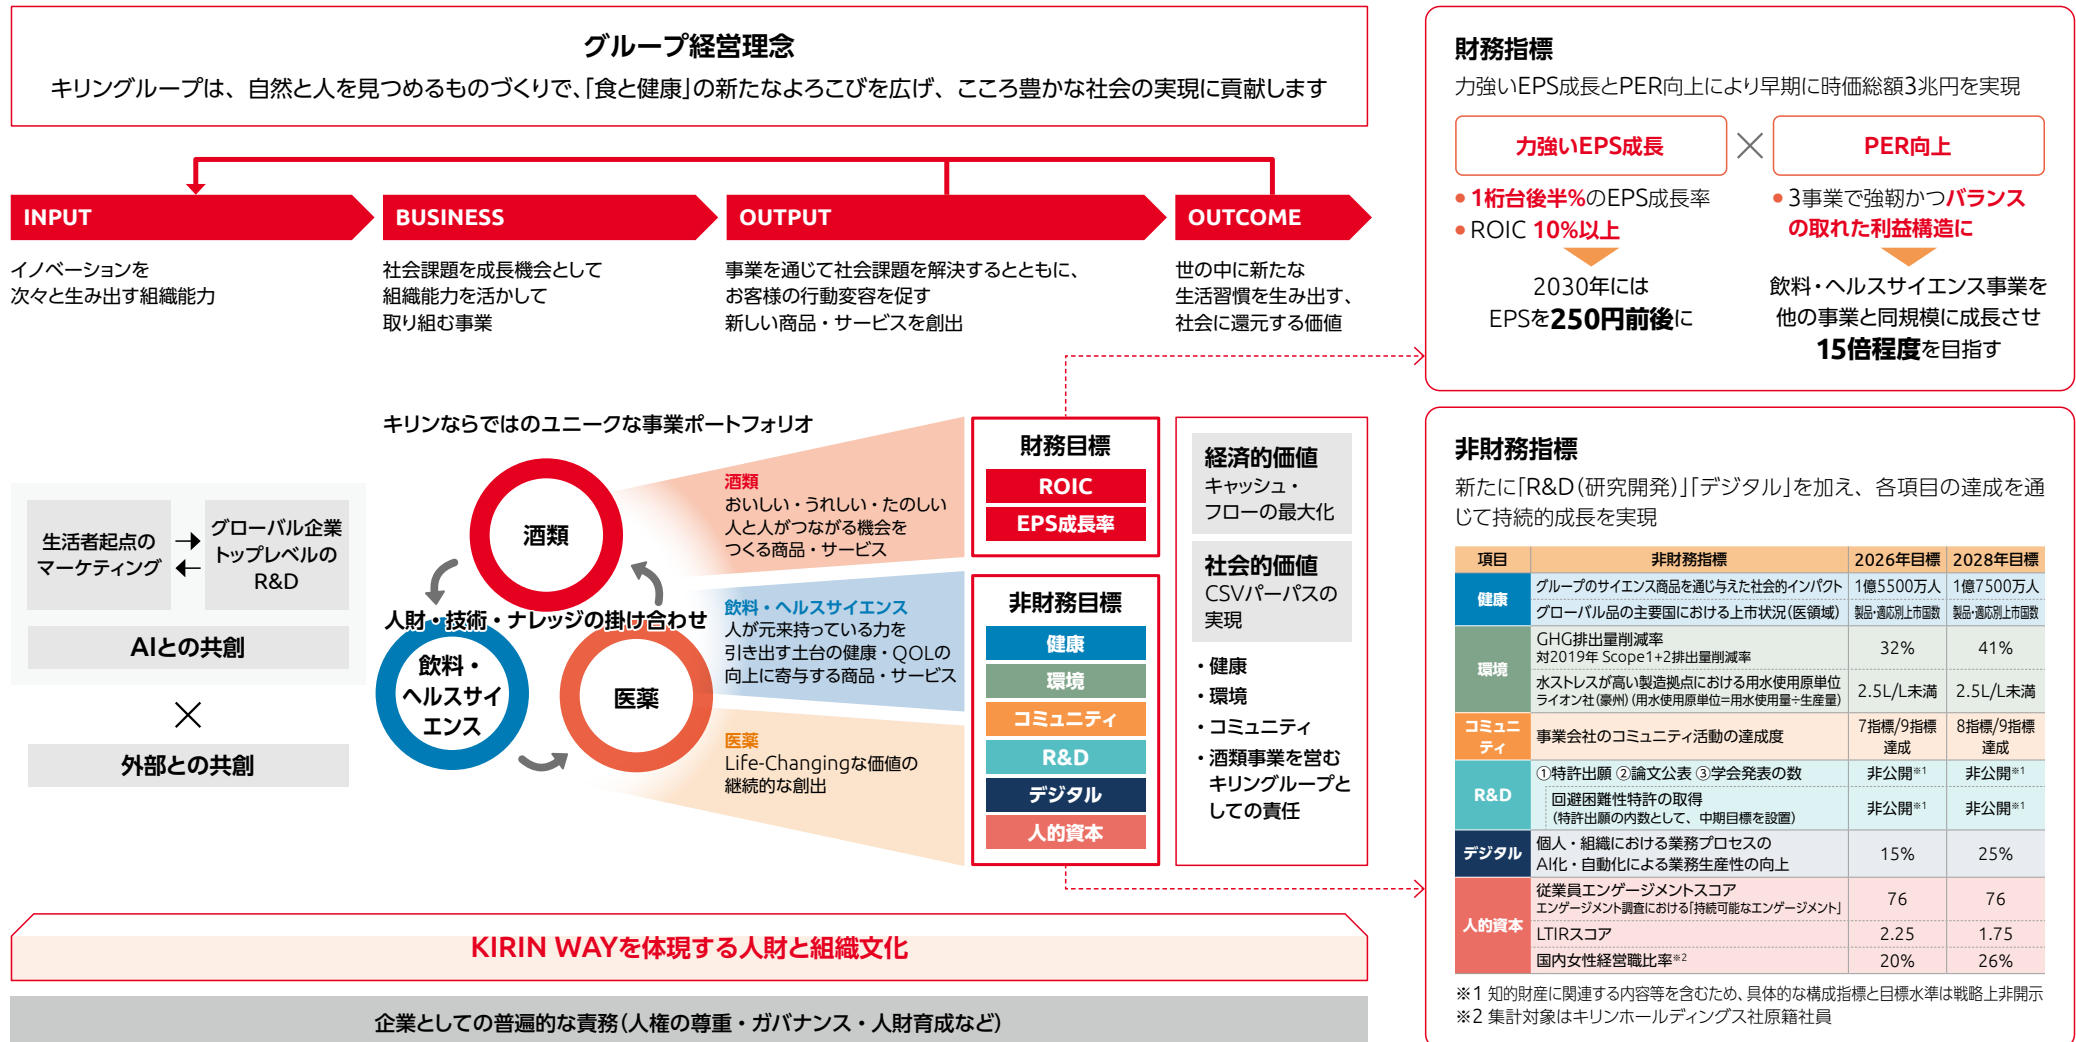 グループ経営理念
キリングループは、自然と人を見つめるものづくりで、「食と健康」の新たなよろこびを広げ、こころ豊かな社会の実現に貢献します
INPUT
イノベーションを
次々と生み出す組織能力
BUSINESS
社会課題を成長機会として
組織能力を活かして
取り組む事業
OUTPUT
事業を通じて社会課題を解決するとともに、
お客様の行動変容を促す
新しい商品・サービスを創出
OUTCOME
世の中に新たな
生活習慣を生み出す、
社会に還元する価値
生活者起点の
マーケティング
グローバル企業
トップレベルの
R&D
AIとの共創
×
外部との共創
キリンならではのユニークな事業ポートフォリオ
酒類
人財・技術・ナレッジの掛け合わせ
飲料・
ヘルスサイ
エンス
医薬
酒類
おいしい・うれしい・たのしい
人と人がつながる機会を
つくる商品・サービス
飲料・ヘルスサイエンス
人が元来持っている力を
引き出す土台の健康・QOLの
向上に寄与する商品・サービス
医薬
Life-Changingな価値の
継続的な創出
財務目標
ROIC
EPS成長率
非財務目標
健康
環境
コミュニティ
R&D
デジタル
人的資本
経済的価値
キャッシュ・
フローの最大化
社会的価値
CSVパーパスの
実現
・健康
・環境
・コミュニティ
・酒類事業を営む
キリングループと
しての責任
KIRIN WAYを体現する人財と組織文化
企業としての普遍的な責務(人権の尊重・ガバナンス・人財育成など)
財務指標
力強いEPS成長とPER向上により早期に時価総額3兆円を実現
力強いEPS成長 × PER向上
• 1桁台後半%のEPS成長率
• ROIC 10%以上
2030年には
EPSを250円前後に
• 3事業で強靭かつバランス
の取れた利益構造に
飲料・ヘルスサイエンス事業を
他の事業と同規模に成長させ
15倍程度を目指す
非財務指標
新たに「R&D(研究開発)」「デジタル」を加え、各項目の達成を通
じて持続的成長を実現
項目 非財務指標 2026年目標 2028年目標
健康
グループのサイエンス商品を通じ与えた社会的インパクト 1億5500万人 1億7500万人
グローバル品の主要国における上市状況(医領域) 製品・適応別上市国数 製品・適応別上市国数
環境
GHG排出量削減率
対2019年 Scope1+2排出量削減率
32% 41%
水ストレスが高い製造拠点における用水使用原単位
ライオン社(豪州)(用水使用原単位=用水使用量÷生産量)
2.5L/L未満 2.5L/L未満
コミュニ
ティ
事業会社のコミュニティ活動の達成度
7指標/9指標
達成
8指標/9指標
達成
R&D
①特許出願 ②論文公表 ③学会発表の数 非公開※1 非公開※1
回避困難性特許の取得
(特許出願の内数として、中期目標を設置)
非公開※1 非公開※1
デジタル
個人・組織における業務プロセスの
AI化・自動化による業務生産性の向上
15% 25%
人的資本
従業員エンゲージメントスコア
エンゲージメント調査における「持続可能なエンゲージメント」
76 76
LTIRスコア 2.25 1.75
国内女性経営職比率※2 20% 26%
※1 知的財産に関連する内容等を含むため、具体的な構成指標と目標水準は戦略上非開示
※2 集計対象はキリンホールディングス社原籍社員